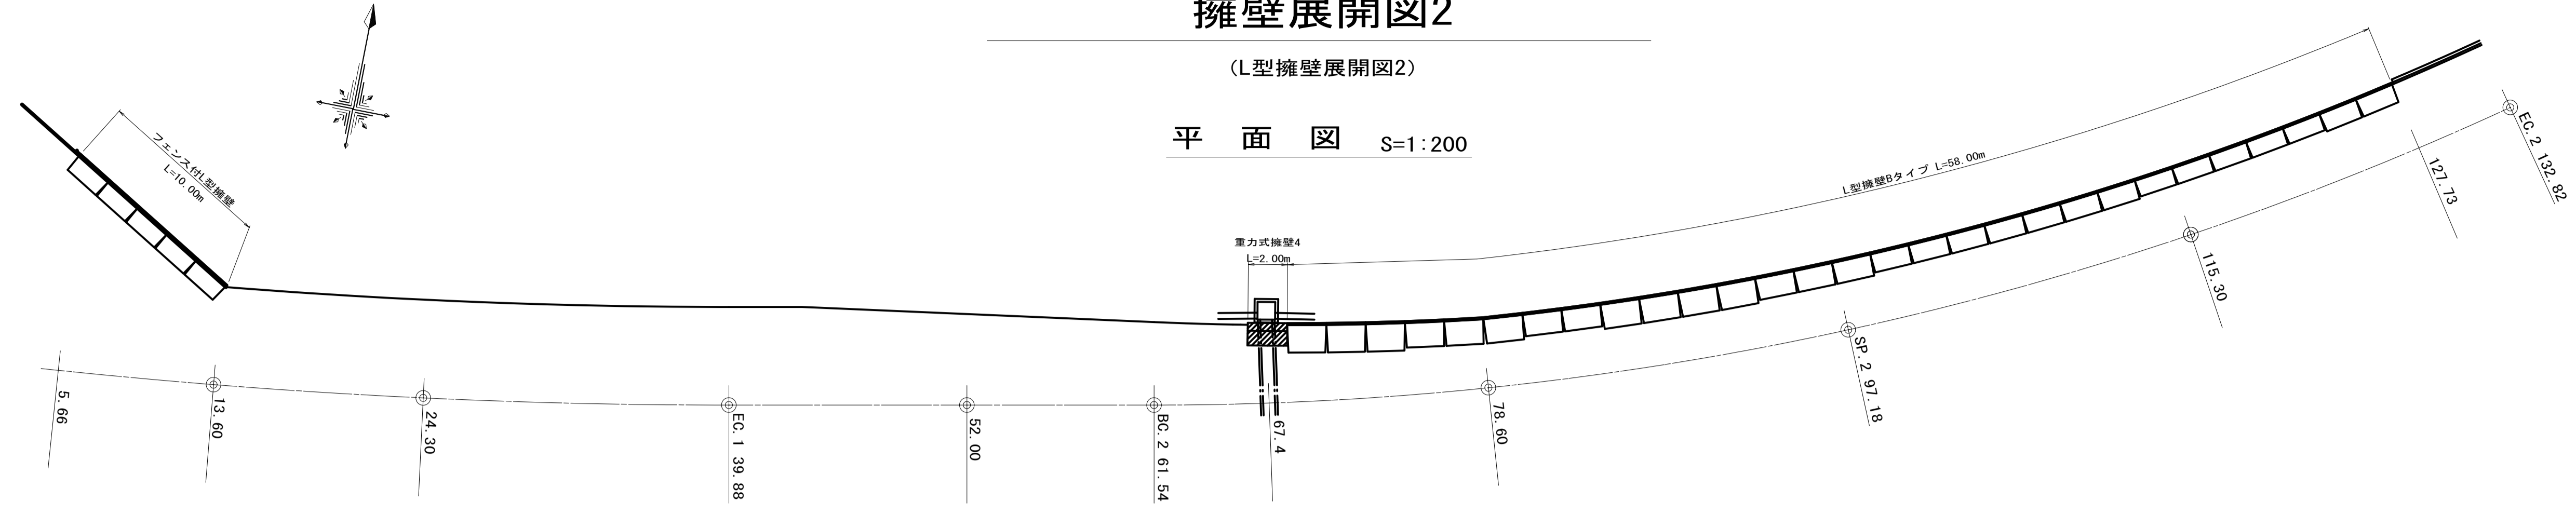 擁壁展開図2
(L型擁壁展開図2)
平面図 S=1:200
フェンス付L型擁壁
L=10.00m
重力式擁壁4
L=2.00m
L型擁壁Bタイプ L=58.00m
5.66
13.60
24.30
EC.1 39.88
52.00
BC.2 61.54
67.4
78.60
SP.2 97.18
115.30
127.73
EC.2 132.82